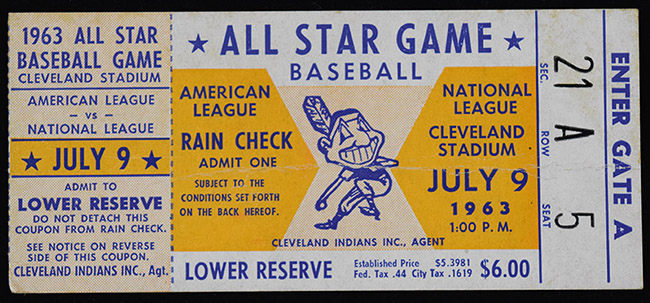 1963 ALL STAR
BASEBALL GAME
CLEVELAND STADIUM
AMERICAN LEAGUE
- vs -
NATIONAL LEAGUE
★ JULY 9 ★
ADMIT TO
LOWER RESERVE
DO NOT DETACH THIS
COUPON FROM RAIN CHECK.
SEE NOTICE ON REVERSE
SIDE OF THIS COUPON.
CLEVELAND INDIANS INC., Agt.
★ ALL STAR GAME ★
BASEBALL
AMERICAN
LEAGUE
RAIN CHECK
ADMIT ONE
SUBJECT TO THE
CONDITIONS SET FORTH
ON THE BACK HEREOF.
NATIONAL
LEAGUE
CLEVELAND
STADIUM
JULY 9
1963
1:00 P. M.
CLEVELAND INDIANS INC., AGENT
LOWER RESERVE
Established Price $5.3981
Fed. Tax .44 City Tax .1619
$6.00
SEC. 21
ROW A
SEAT 5
ENTER GATE A